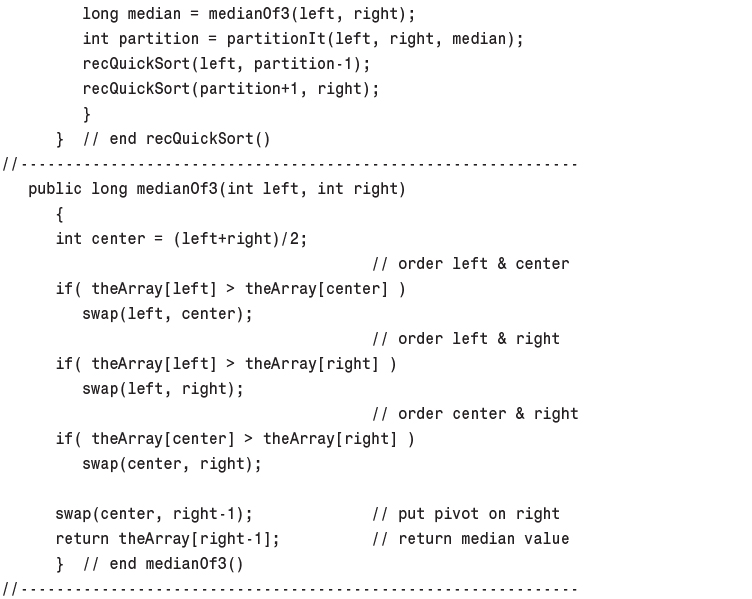 long median = medianOf3(left, right);
int partition = partitionIt(left, right, median);
recQuickSort(left, partition-1);
recQuickSort(partition+1, right);
}
} // end recQuickSort()
//--------------------------------------------------------------
public long medianOf3(int left, int right)
{
int center = (left+right)/2;
// order left & center
if( theArray[left] > theArray[center] )
swap(left, center);
// order left & right
if( theArray[left] > theArray[right] )
swap(left, right);
// order center & right
if( theArray[center] > theArray[right] )
swap(center, right);
swap(center, right-1); // put pivot on right
return theArray[right-1]; // return median value
} // end medianOf3()
//--------------------------------------------------------------